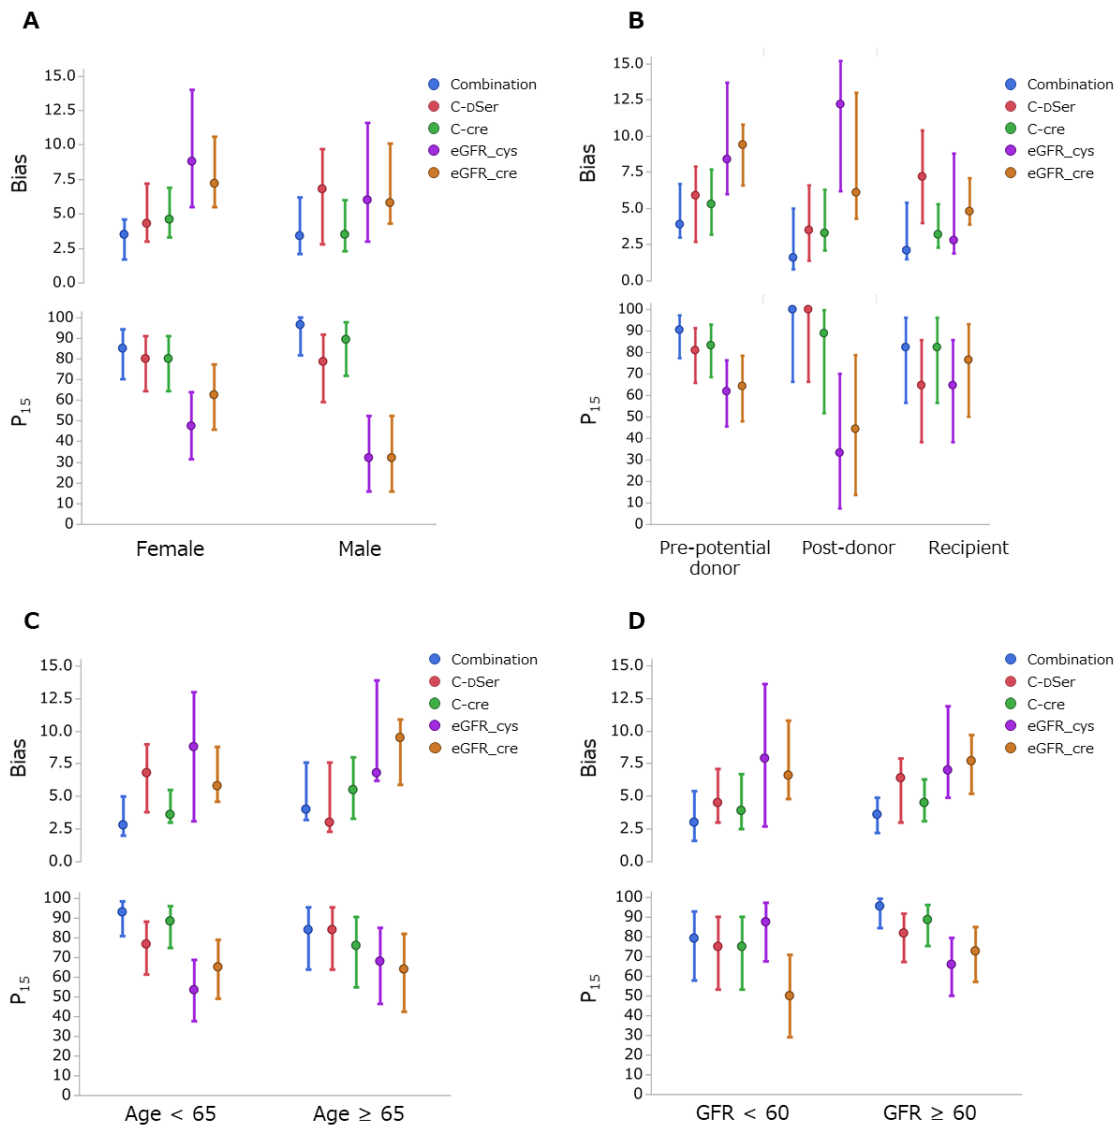 A
Bias
15.0
12.5
10.0
7.5
5.0
2.5
0.0
Combination
C-DSer
C-cre
eGFR_cys
eGFR_cre
P15
100
90
80
70
60
50
40
30
20
10
0
Female
Male
B
Bias
15.0
12.5
10.0
7.5
5.0
2.5
0.0
Combination
C-DSer
C-cre
eGFR_cys
eGFR_cre
P15
100
90
80
70
60
50
40
30
20
10
0
Pre-potential
donor
Post-donor
Recipient
C
Bias
15.0
12.5
10.0
7.5
5.0
2.5
0.0
Combination
C-DSer
C-cre
eGFR_cys
eGFR_cre
P15
100
90
80
70
60
50
40
30
20
10
0
Age < 65
Age ≥ 65
D
Bias
15.0
12.5
10.0
7.5
5.0
2.5
0.0
Combination
C-DSer
C-cre
eGFR_cys
eGFR_cre
P15
100
90
80
70
60
50
40
30
20
10
0
GFR < 60
GFR ≥ 60